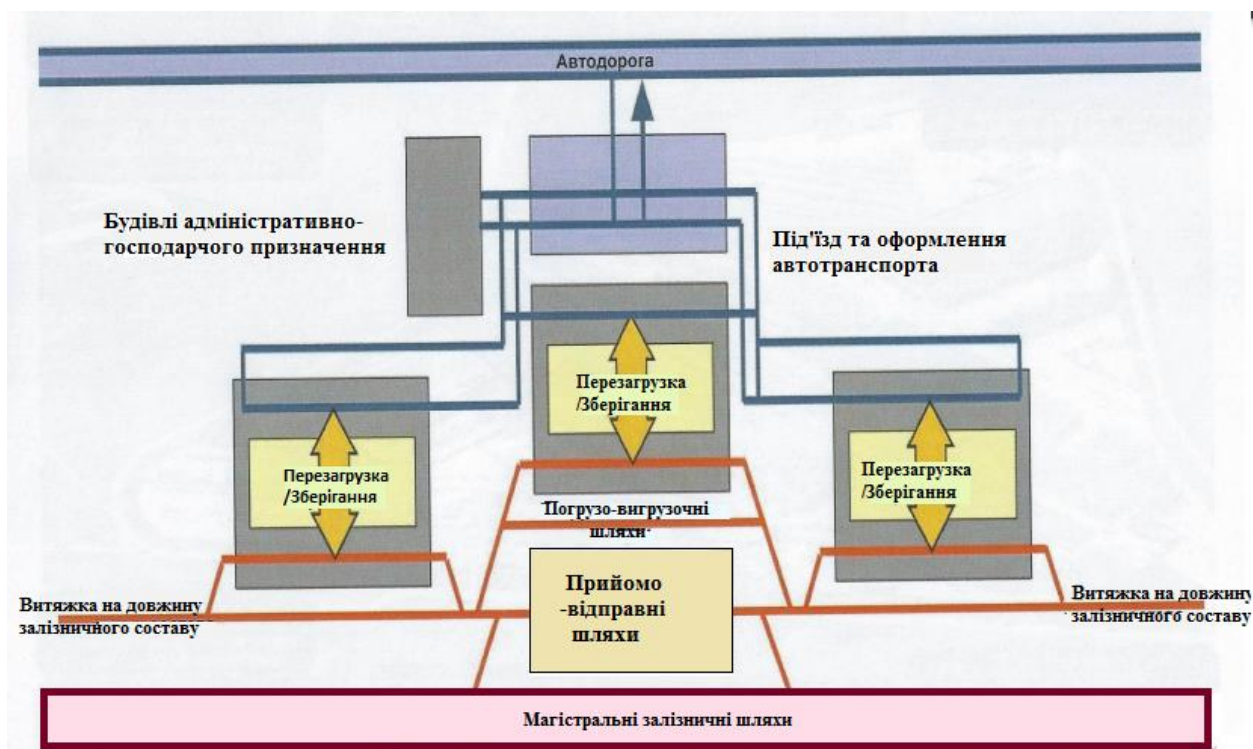 Автодорога
Будівлі адміністративно-
господарчого призначення
Під'їзд та оформлення
автотранспорта
Перезагрузка
/Зберігання
Перезагрузка
/Зберігання
Перезагрузка
/Зберігання
Погрузо-вигрузочні
шляхи
Прийомо
-відправні
шляхи
Витяжка на довжину
залізничного составу
Витяжка на довжину
залізничного составу
Магістральні залізничні шляхи